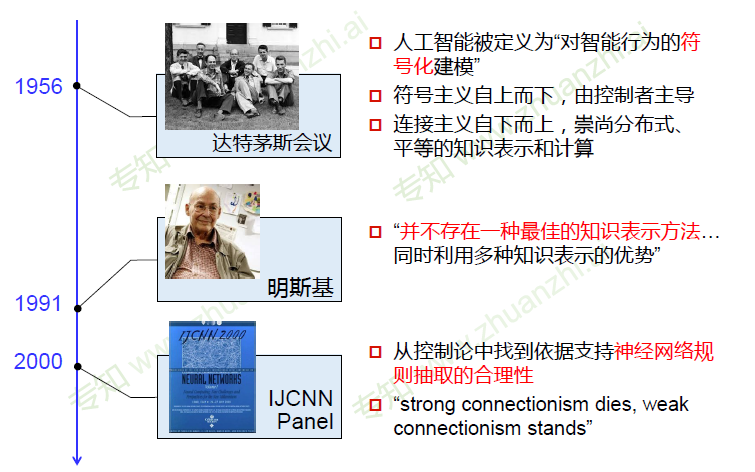 1956
达特茅斯会议
人工智能被定义为“对智能行为的符
号化建模”
符号主义自上而下，由控制者主导
连接主义自下而上，崇尚分布式、
平等的知识表示和计算
明斯基
“并不存在一种最佳的知识表示方法…
同时利用多种知识表示的优势”
1991
2000
IJCNN 2000
NEURAL NETWORKS
IJCNN
Panel
从控制论中找到依据支持神经网络规
则抽取的合理性
“strong connectionism dies, weak
connectionism stands”
专知 www.zhuanzhi.ai
专知 www.zhuanzhi.ai